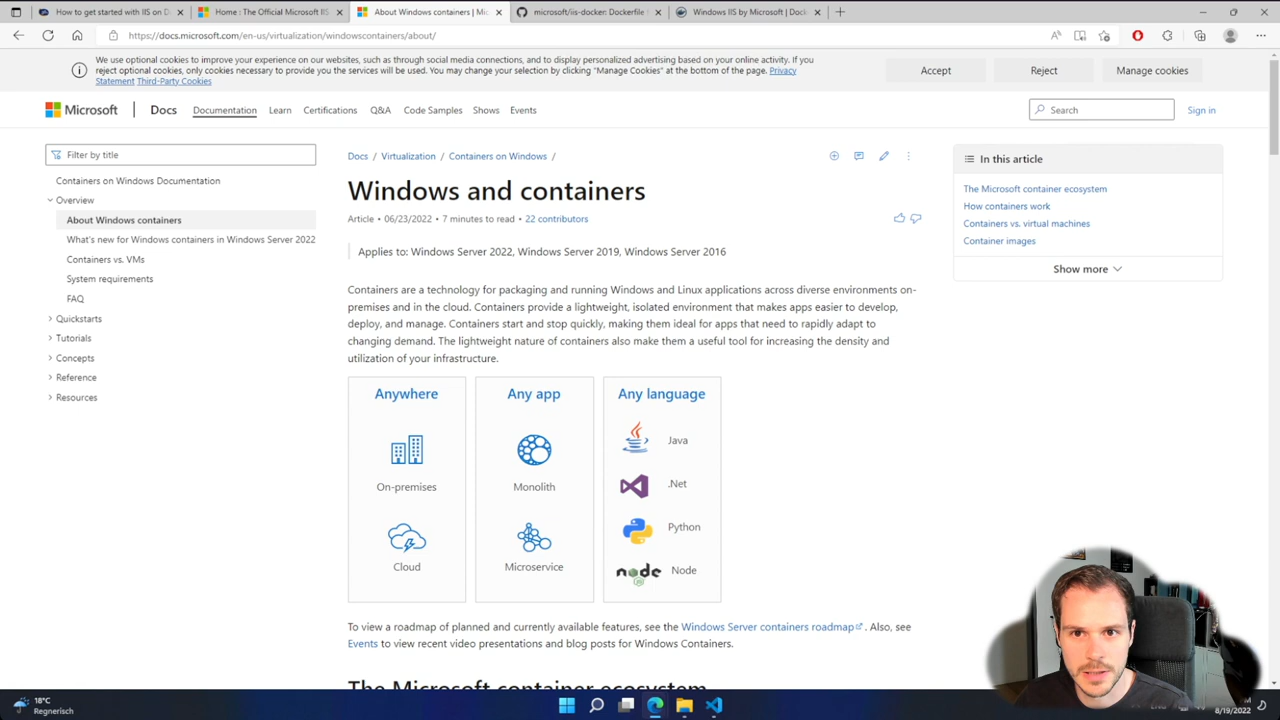 How to get started with IIS on D
Home : The Official Microsoft IIS
About Windows containers | Mic
microsoft/iis-docker: Dockerfile f
Windows IIS by Microsoft | Dock
https://docs.microsoft.com/en-us/virtualization/windowscontainers/about/
We use optional cookies to improve your experience on our websites, such as through social media connections, and to display personalized advertising based on your online activity. If
you reject optional cookies, only cookies necessary to provide you the services will be used. You may change your selection by clicking "Manage Cookies" at the bottom of the page. Privacy
Statement Third-Party Cookies
Accept
Reject
Manage cookies
Microsoft
Docs
Documentation
Learn
Certifications
Q&A
Code Samples
Shows
Events
Search
Sign in
Filter by title
Containers on Windows Documentation
Overview
About Windows containers
What's new for Windows containers in Windows Server 2022
Containers vs. VMs
System requirements
FAQ
Quickstarts
Tutorials
Concepts
Reference
Resources
Docs / Virtualization / Containers on Windows /
Windows and containers
Article • 06/23/2022 • 7 minutes to read • 22 contributors
Applies to: Windows Server 2022, Windows Server 2019, Windows Server 2016
Containers are a technology for packaging and running Windows and Linux applications across diverse environments on-
premises and in the cloud. Containers provide a lightweight, isolated environment that makes apps easier to develop,
deploy, and manage. Containers start and stop quickly, making them ideal for apps that need to rapidly adapt to
changing demand. The lightweight nature of containers also make them a useful tool for increasing the density and
utilization of your infrastructure.
Anywhere
On-premises
Cloud
Any app
Monolith
Microservice
Any language
Java
.Net
Python
node
Node
To view a roadmap of planned and currently available features, see the Windows Server containers roadmap . Also, see
Events to view recent video presentations and blog posts for Windows Containers.
The Microsoft container ecosystem
In this article
The Microsoft container ecosystem
How containers work
Containers vs. virtual machines
Container images
Show more
18°C
Regnerisch
8/19/2022